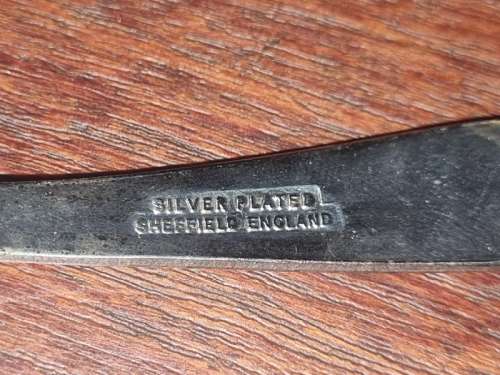 SILVER PLATED
SHEFFIELD ENGLAND